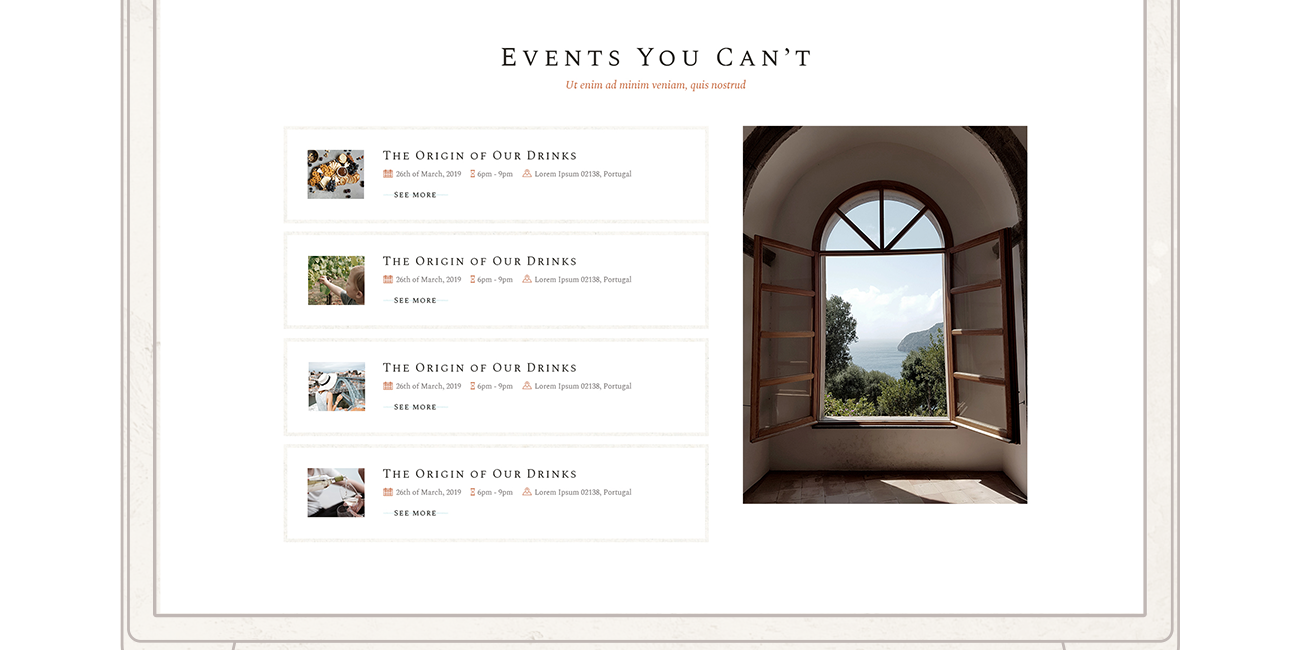 Events You Can’t
Ut enim ad minim veniam, quis nostrud
The Origin of Our Drinks
26th of March, 2019 6pm - 9pm Lorem Ipsum 02138, Portugal
SEE MORE
The Origin of Our Drinks
26th of March, 2019 6pm - 9pm Lorem Ipsum 02138, Portugal
SEE MORE
The Origin of Our Drinks
26th of March, 2019 6pm - 9pm Lorem Ipsum 02138, Portugal
SEE MORE
The Origin of Our Drinks
26th of March, 2019 6pm - 9pm Lorem Ipsum 02138, Portugal
SEE MORE